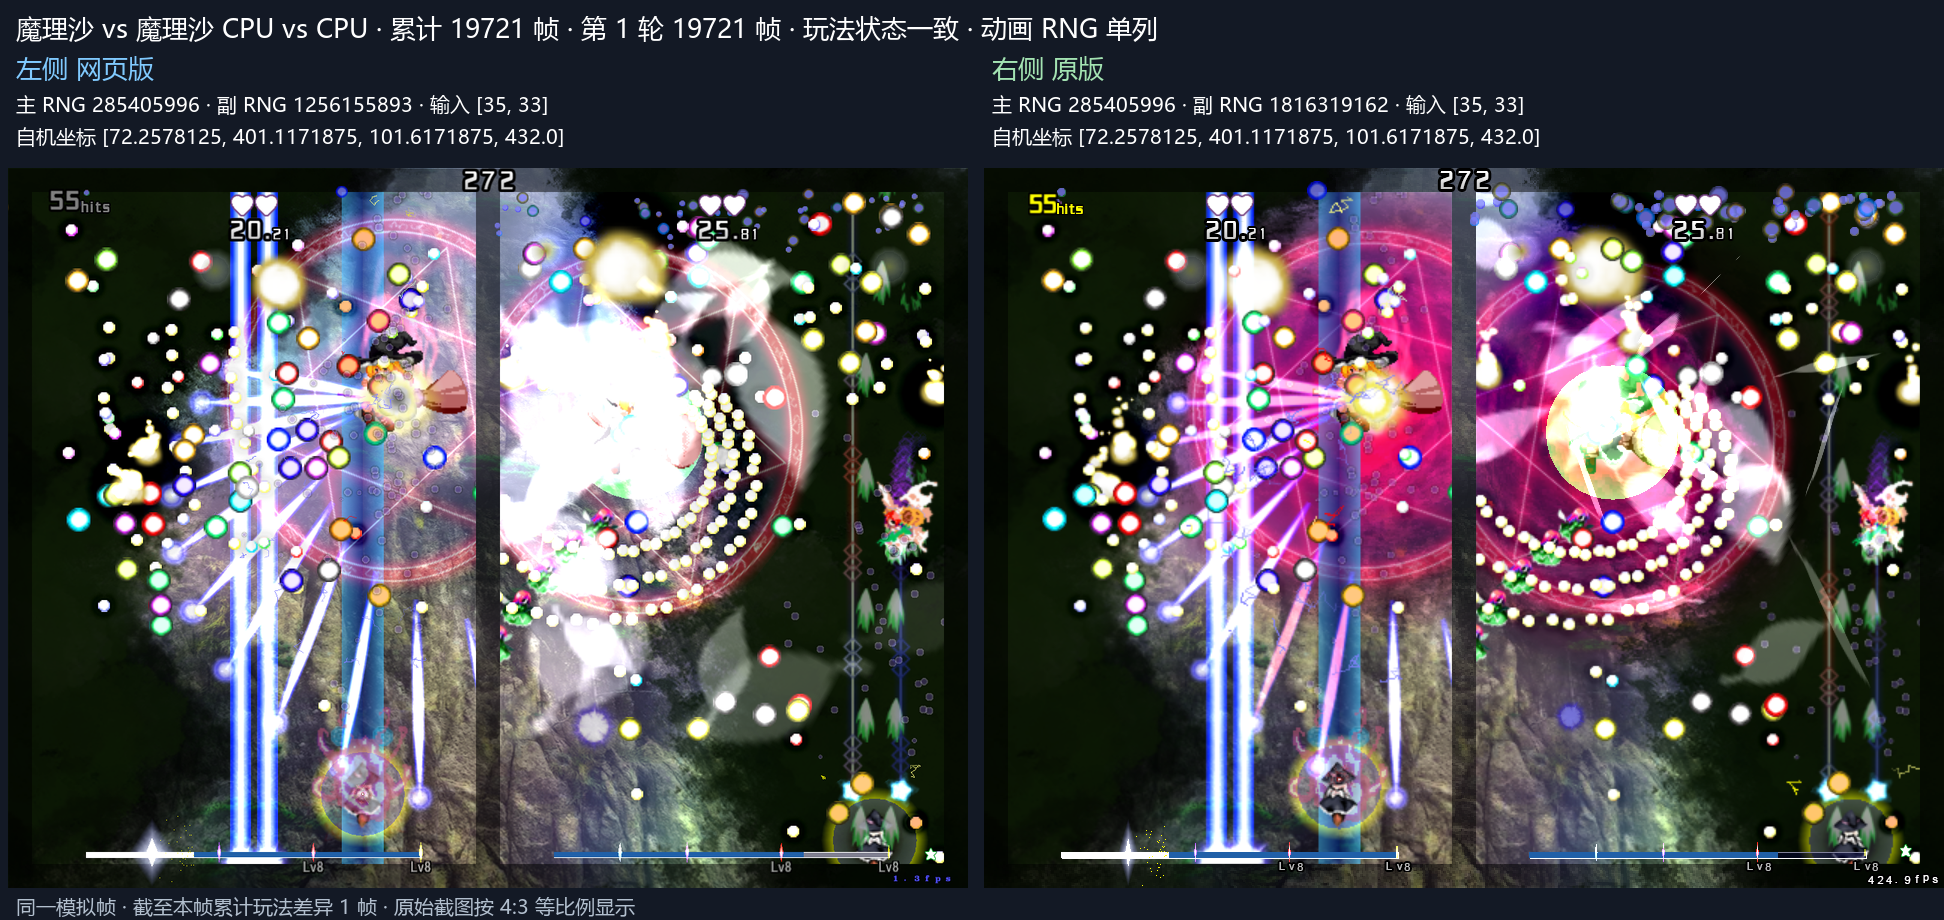 魔理沙 vs 魔理沙 CPU vs CPU · 累计 19721 帧 · 第 1 轮 19721 帧 · 玩法状态一致 · 动画 RNG 单列
左侧 网页版
主 RNG 285405996 · 副 RNG 1256155893 · 输入 [35, 33]
自机坐标 [72.2578125, 401.1171875, 101.6171875, 432.0]
右侧 原版
主 RNG 285405996 · 副 RNG 1816319162 · 输入 [35, 33]
自机坐标 [72.2578125, 401.1171875, 101.6171875, 432.0]
272
55hits
20.21
25.81
Lv8
Lv8
Lv8
Lv8
1.3fps
272
55hits
20.21
25.81
Lv8
Lv8
Lv8
Lv8
424.9fps
同一模拟帧 · 截至本帧累计玩法差异 1 帧 · 原始截图按 4:3 等比例显示